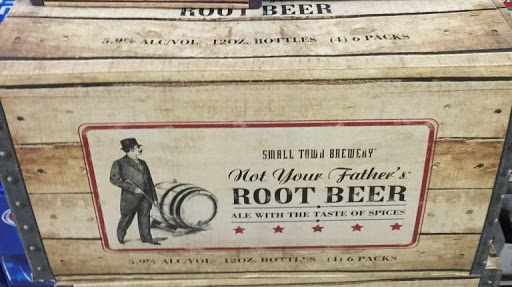 ROOT BEER
5.9% ALC/VOL 12OZ. BOTTLES (4) 6 PACKS
SMALL TOWN BREWERY
Not Your Father's
ROOT BEER
ALE WITH THE TASTE OF SPICES
5.9% ALC/VOL 12OZ. BOTTLES (4) 6 PACKS